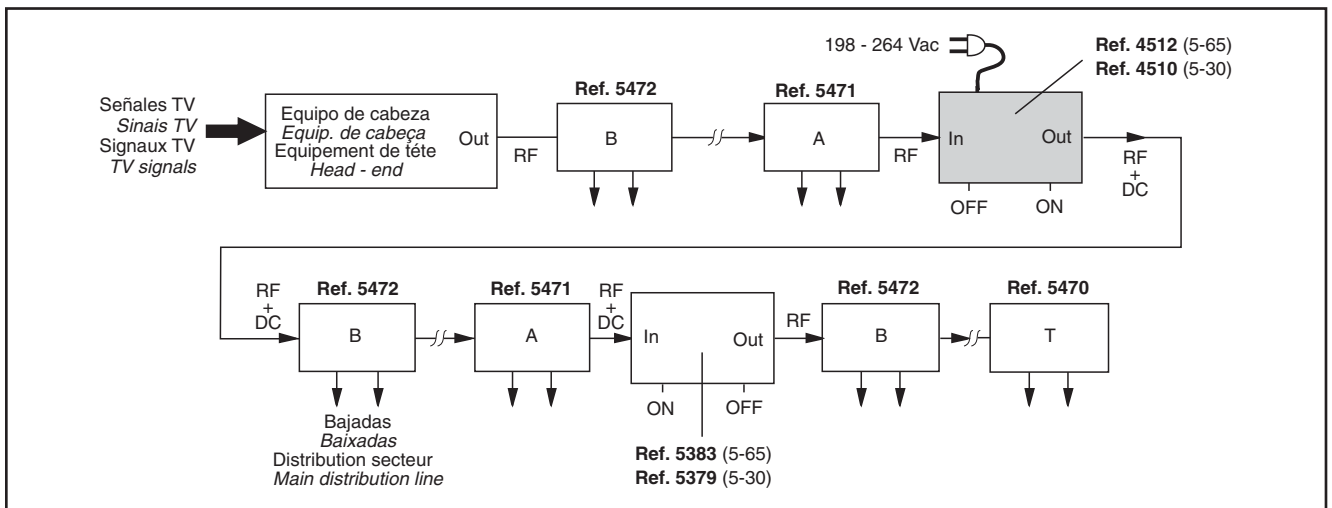 198 - 264 Vac
Ref. 4512 (5-65)
Ref. 4510 (5-30)
Ref. 5472
Ref. 5471
Señales TV
Sinais TV
Signaux TV
TV signals
Equipo de cabeza
Equip. de cabeça
Equipement de téte
Head - end
Out
RF
B
A
RF
In
Out
OFF
ON
RF
+
DC
RF
+
DC
Ref. 5472
B
Ref. 5471
A
RF
+
DC
In
Out
ON
OFF
RF
Ref. 5472
B
Ref. 5470
T
Bajadas
Baixadas
Distribution secteur
Main distribution line
Ref. 5383 (5-65)
Ref. 5379 (5-30)